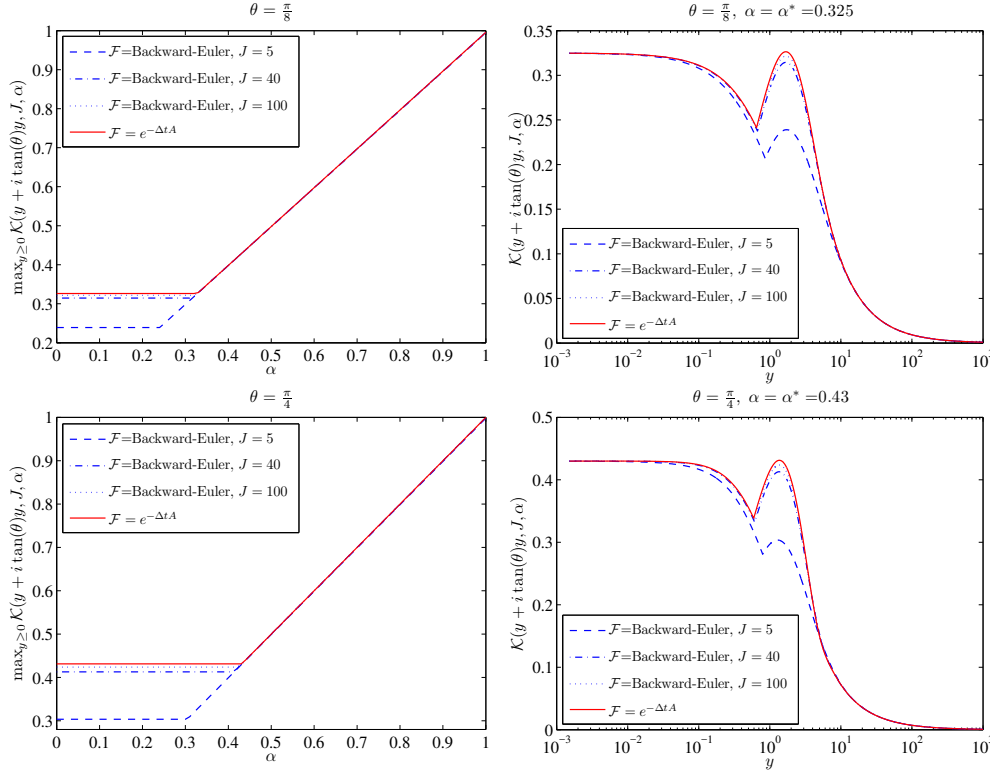 θ = π/8
max_{y≥0} K(y + i tan(θ)y, J, α)
1
0.9
0.8
0.7
0.6
0.5
0.4
0.3
0.2
F=Backward-Euler, J = 5
F=Backward-Euler, J = 40
F=Backward-Euler, J = 100
F = e^{−ΔtA}
0 0.1 0.2 0.3 0.4 0.5 0.6 0.7 0.8 0.9 1
α
θ = π/8, α = α* =0.325
K(y + i tan(θ)y, J, α)
0.35
0.3
0.25
0.2
0.15
0.1
0.05
0
F=Backward-Euler, J = 5
F=Backward-Euler, J = 40
F=Backward-Euler, J = 100
F = e^{−ΔtA}
10^{−3} 10^{−2} 10^{−1} 10^0 10^1 10^2 10^3
y
θ = π/4
max_{y≥0} K(y + i tan(θ)y, J, α)
1
0.9
0.8
0.7
0.6
0.5
0.4
0.3
F=Backward-Euler, J = 5
F=Backward-Euler, J = 40
F=Backward-Euler, J = 100
F = e^{−ΔtA}
0 0.1 0.2 0.3 0.4 0.5 0.6 0.7 0.8 0.9 1
α
θ = π/4, α = α* =0.43
K(y + i tan(θ)y, J, α)
0.5
0.4
0.3
0.2
0.1
0
F=Backward-Euler, J = 5
F=Backward-Euler, J = 40
F=Backward-Euler, J = 100
F = e^{−ΔtA}
10^{−3} 10^{−2} 10^{−1} 10^0 10^1 10^2 10^3
y